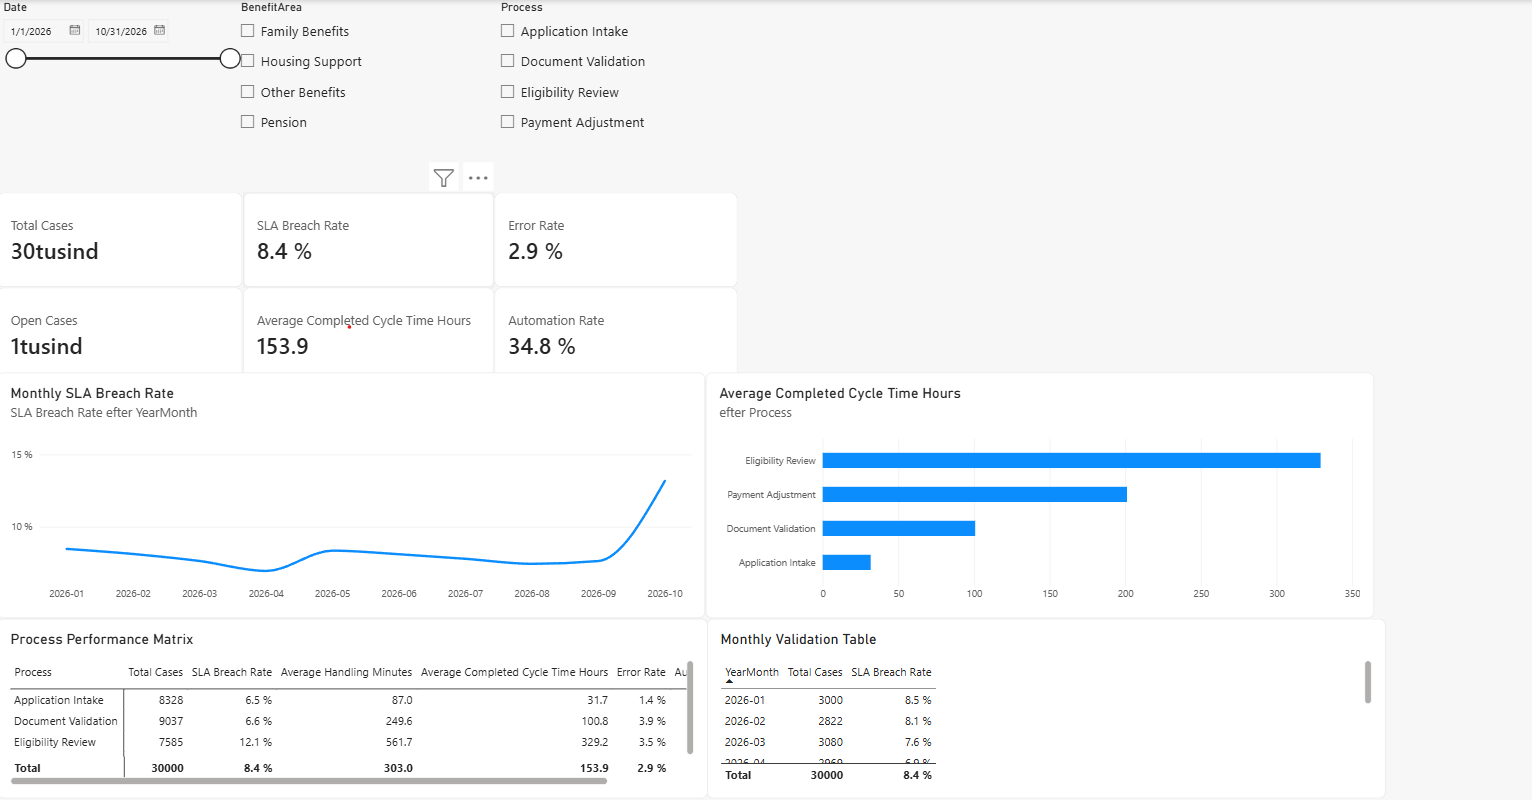 Date
1/1/2026
10/31/2026
BenefitArea
Family Benefits
Housing Support
Other Benefits
Pension
Process
Application Intake
Document Validation
Eligibility Review
Payment Adjustment
Total Cases
30tusind
SLA Breach Rate
8.4 %
Error Rate
2.9 %
Open Cases
1tusind
Average Completed Cycle Time Hours
153.9
Automation Rate
34.8 %
Monthly SLA Breach Rate
SLA Breach Rate efter YearMonth
15 %
10 %
2026-01 2026-02 2026-03 2026-04 2026-05 2026-06 2026-07 2026-08 2026-09 2026-10
Average Completed Cycle Time Hours
efter Process
Eligibility Review
Payment Adjustment
Document Validation
Application Intake
0 50 100 150 200 250 300 350
Process Performance Matrix
Process Total Cases SLA Breach Rate Average Handling Minutes Average Completed Cycle Time Hours Error Rate Au
Application Intake 8328 6.5 % 87.0 31.7 1.4 %
Document Validation 9037 6.6 % 249.6 100.8 3.9 %
Eligibility Review 7585 12.1 % 561.7 329.2 3.5 %
Total 30000 8.4 % 303.0 153.9 2.9 %
Monthly Validation Table
YearMonth Total Cases SLA Breach Rate
2026-01 3000 8.5 %
2026-02 2822 8.1 %
2026-03 3080 7.6 %
2026-04 2969 6.9 %
Total 30000 8.4 %